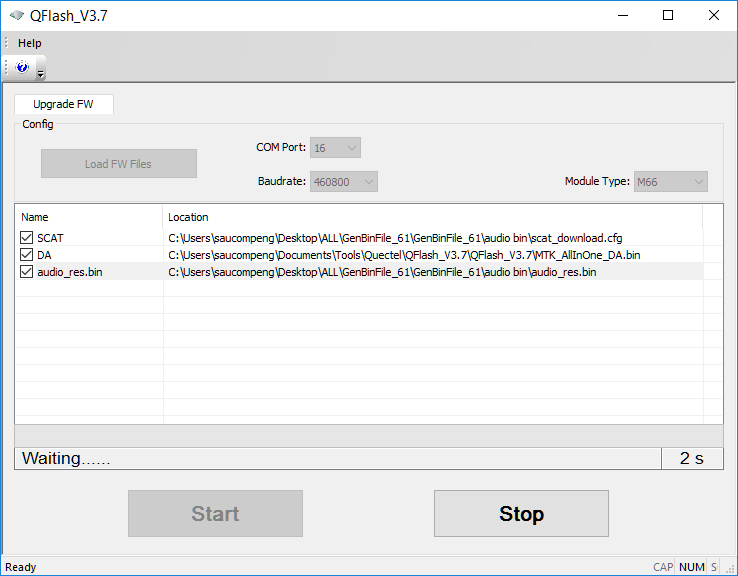 QFlash_V3.7
Help
Upgrade FW
Config
Load FW Files
COM Port: 16
Baudrate: 460800
Module Type: M66
Name Location
SCAT C:\Users\saucompeng\Desktop\ALL\GenBinFile_61\GenBinFile_61\audio bin\scat_download.cfg
DA C:\Users\saucompeng\Documents\Tools\Quectel\QFlash_V3.7\QFlash_V3.7\MTK_AllInOne_DA.bin
audio_res.bin C:\Users\saucompeng\Desktop\ALL\GenBinFile_61\GenBinFile_61\audio bin\audio_res.bin
Waiting...... 2 s
Start Stop
Ready CAP NUM S